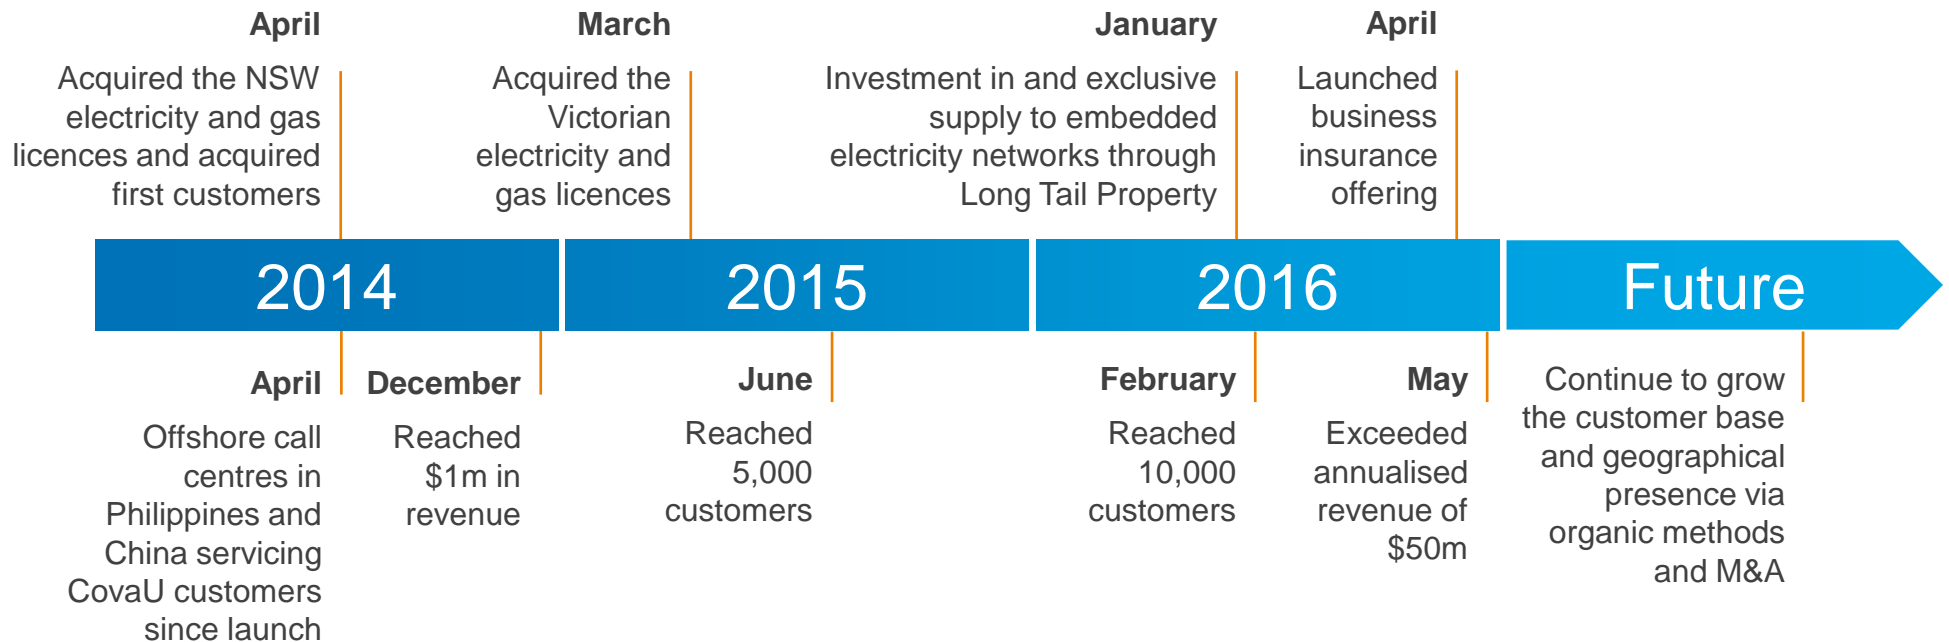 April
Acquired the NSW
electricity and gas
licences and acquired
first customers
March
Acquired the
Victorian
electricity and
gas licences
January
Investment in and exclusive
supply to embedded
electricity networks through
Long Tail Property
April
Launched
business
insurance
offering
2014
2015
2016
Future
April
Offshore call
centres in
Philippines and
China servicing
CovaU customers
since launch
December
Reached
$1m in
revenue
June
Reached
5,000
customers
February
Reached
10,000
customers
May
Exceeded
annualised
revenue of
$50m
Continue to grow
the customer base
and geographical
presence via
organic methods
and M&A